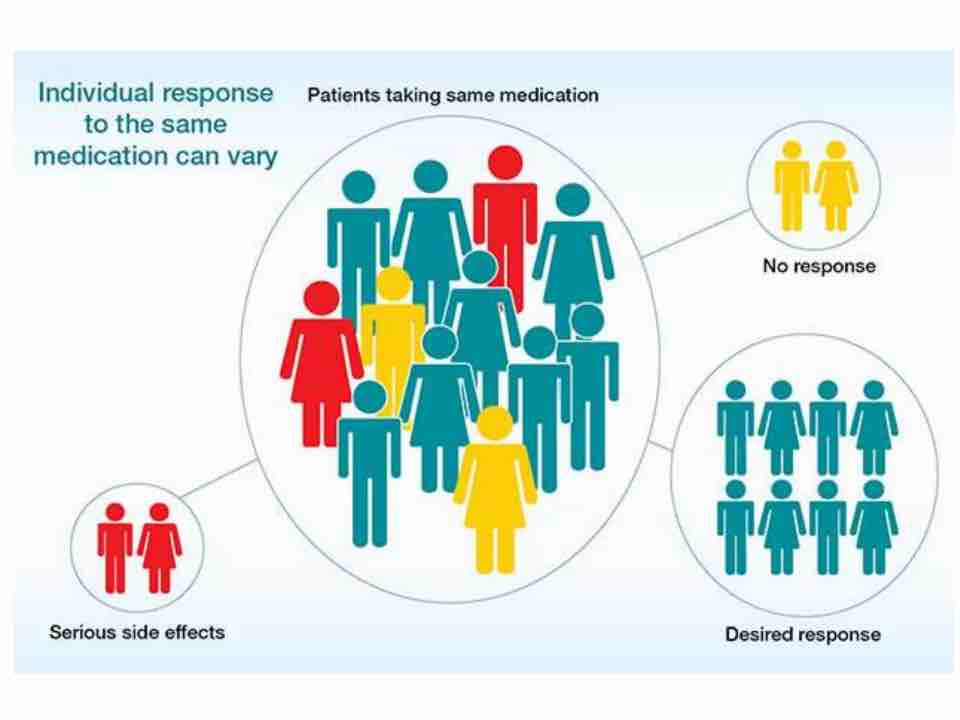 Individual response
to the same
medication can vary
Patients taking same medication
No response
Serious side effects
Desired response